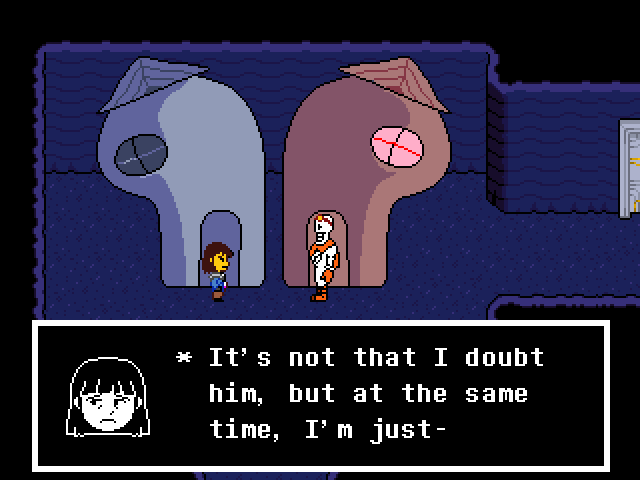 * It's not that I doubt
him, but at the same
time, I'm just-